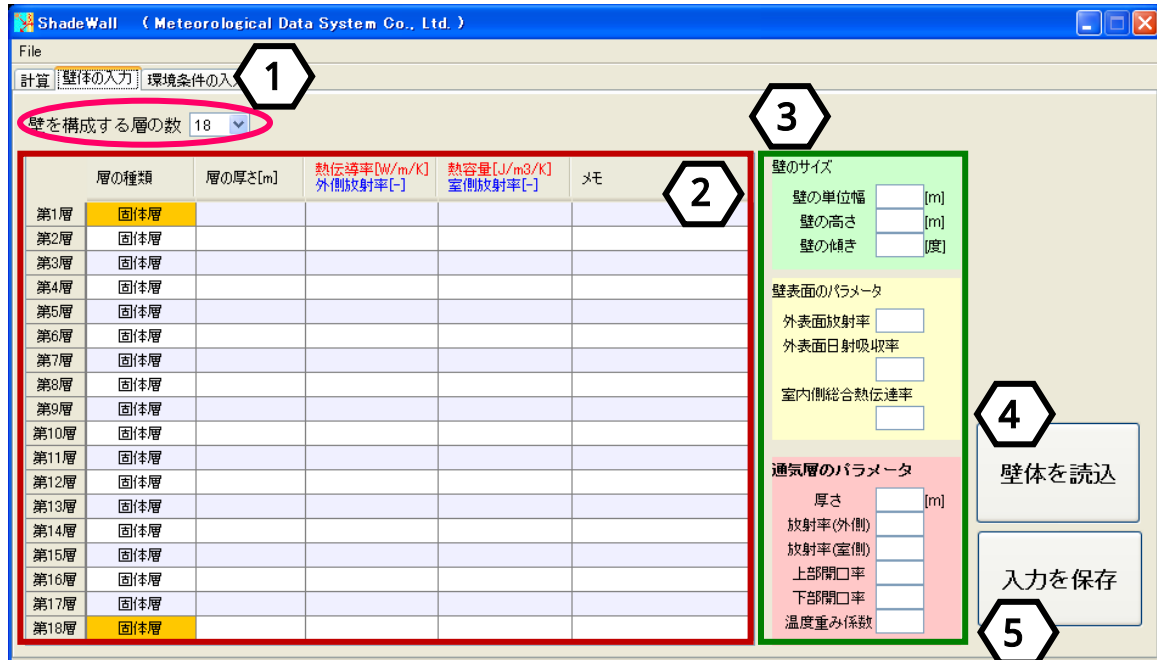 ShadeWall （ Meteorological Data System Co., Ltd. ）
File
計算 壁体の入力 環境条件の入
1
壁を構成する層の数 18
層の種類 層の厚さ[m] 熱伝導率[W/m/K] 熱容量[J/m3/K] メモ
外側放射率[-] 室側放射率[-]
2
第1層 固体層
第2層 固体層
第3層 固体層
第4層 固体層
第5層 固体層
第6層 固体層
第7層 固体層
第8層 固体層
第9層 固体層
第10層 固体層
第11層 固体層
第12層 固体層
第13層 固体層
第14層 固体層
第15層 固体層
第16層 固体層
第17層 固体層
第18層 固体層
3
壁のサイズ
壁の単位幅 [m]
壁の高さ [m]
壁の傾き [度]
壁表面のパラメータ
外表面放射率
外表面日射吸収率
室内側総合熱伝達率
通気層のパラメータ
厚さ [m]
放射率(外側)
放射率(室側)
上部開口率
下部開口率
温度重み係数
4
壁体を読込
入力を保存
5